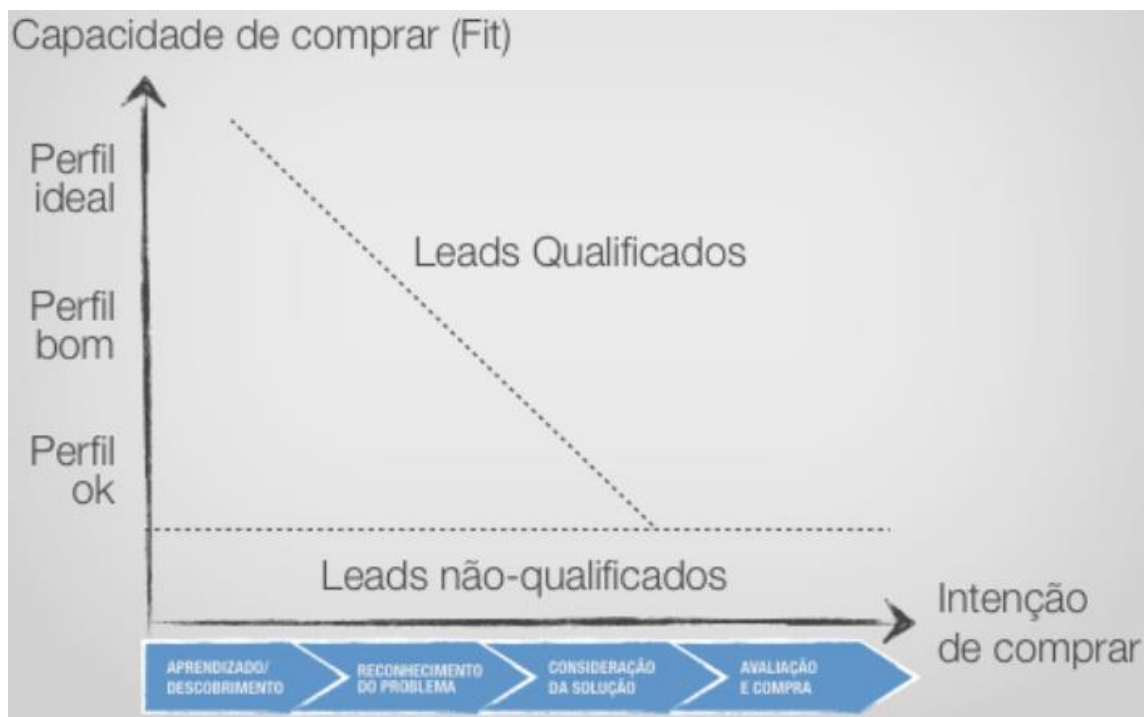 Capacidade de comprar (Fit)
Perfil
ideal
Leads Qualificados
Perfil
bom
Perfil
ok
Leads não-qualificados
Intenção
de comprar
APRENDIZADO/
DESCOBRIMENTO
RECONHECIMENTO
DO PROBLEMA
CONSIDERAÇÃO
DA SOLUÇÃO
AVALIAÇÃO
E COMPRA